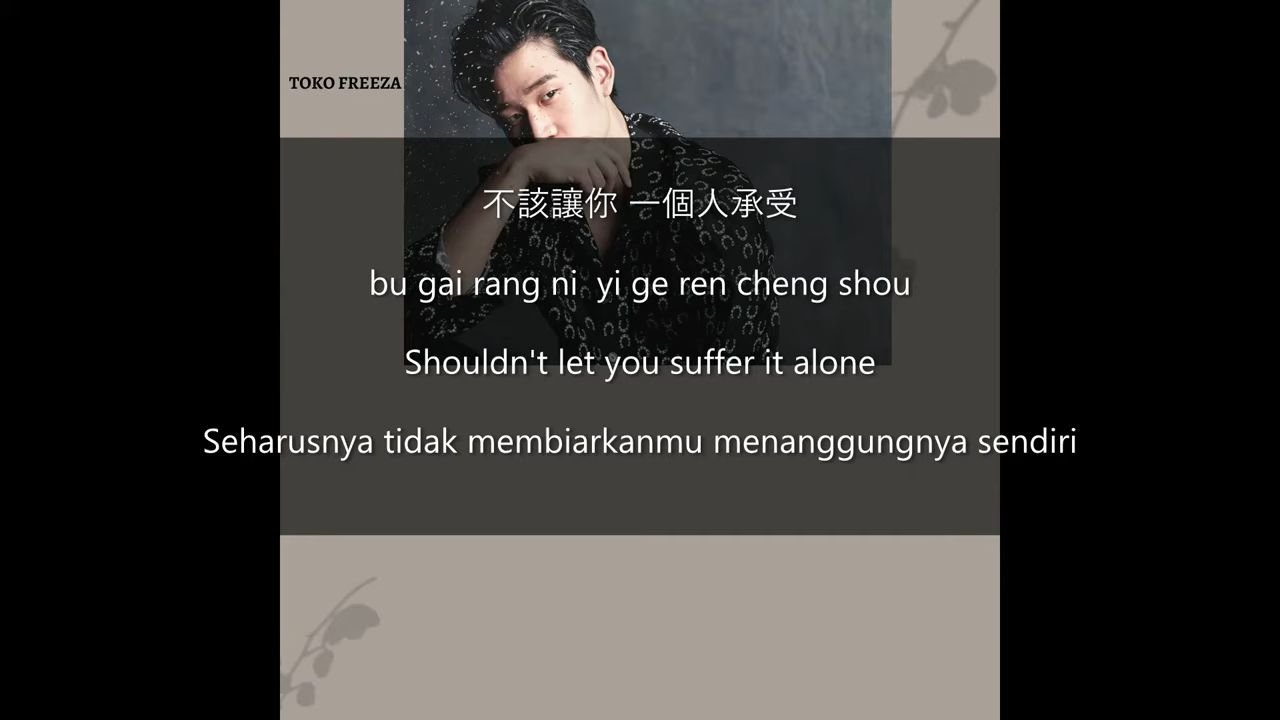 TOKO FREEZA
不該讓你 一個人承受
bu gai rang ni  yi ge ren cheng shou
Shouldn't let you suffer it alone
Seharusnya tidak membiarkanmu menanggungnya sendiri